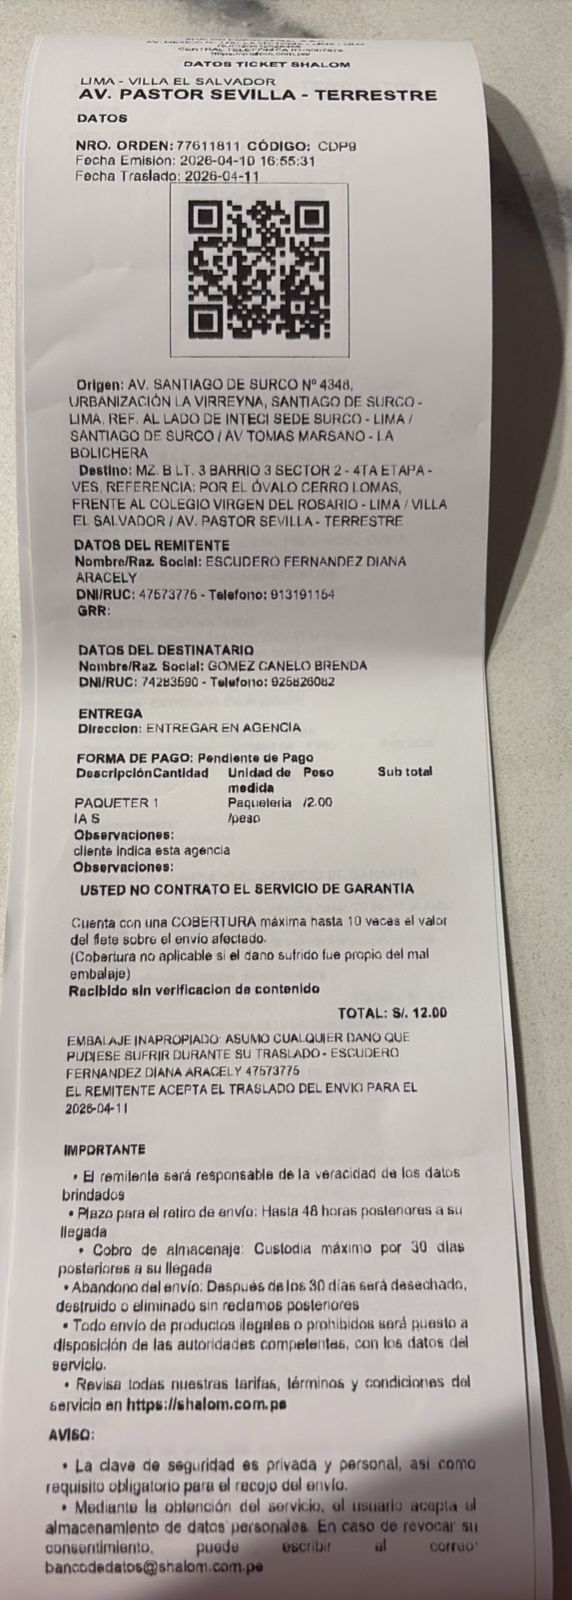 CENTRAL TELEFONICA
DATOS TICKET SHALOM
LIMA - VILLA EL SALVADOR
AV. PASTOR SEVILLA - TERRESTRE
DATOS
NRO. ORDEN: 77611811 CÓDIGO: CDP9
Fecha Emisión: 2026-04-10 16:55:31
Fecha Traslado: 2026-04-11
Origen: AV. SANTIAGO DE SURCO Nº 4348,
URBANIZACIÓN LA VIRREYNA, SANTIAGO DE SURCO -
LIMA, REF. AL LADO DE INTECI SEDE SURCO - LIMA /
SANTIAGO DE SURCO / AV TOMAS MARSANO - LA
BOLICHERA
Destino: MZ. B LT. 3 BARRIO 3 SECTOR 2 - 4TA ETAPA -
VES, REFERENCIA: POR EL ÓVALO CERRO LOMAS,
FRENTE AL COLEGIO VIRGEN DEL ROSARIO - LIMA / VILLA
EL SALVADOR / AV. PASTOR SEVILLA - TERRESTRE
DATOS DEL REMITENTE
Nombre/Raz. Social: ESCUDERO FERNANDEZ DIANA
ARACELY
DNI/RUC: 47573775 - Telefono: 913191154
GRR:
DATOS DEL DESTINATARIO
Nombre/Raz. Social: GOMEZ CANELO BRENDA
DNI/RUC: 74283590 - Telefono: 925826082
ENTREGA
Direccion: ENTREGAR EN AGENCIA
FORMA DE PAGO: Pendiente de Pago
DescripciónCantidad Unidad de Peso Sub total
medida
PAQUETER 1 Paqueteria /2.00
IA S /peso
Observaciones:
cliente indica esta agencia
Observaciones:
USTED NO CONTRATO EL SERVICIO DE GARANTIA
Cuenta con una COBERTURA máxima hasta 10 veces el valor
del flete sobre el envío afectado.
(Cobertura no aplicable si el dano sufrido fue propio del mal
embalaje)
Recibido sin verificacion de contenido
TOTAL: S/. 12.00
EMBALAJE INAPROPIADO: ASUMO CUALQUIER DANO QUE
PUDIESE SUFRIR DURANTE SU TRASLADO - ESCUDERO
FERNANDEZ DIANA ARACELY 47573775
EL REMITENTE ACEPTA EL TRASLADO DEL ENVIO PARA EL
2026-04-11
IMPORTANTE
• El remitente será responsable de la veracidad de los datos
brindados
• Plazo para el retiro de envío: Hasta 48 horas posteriores a su
llegada
• Cobro de almacenaje: Custodia máximo por 30 días
posteriores a su llegada
• Abandono del envío: Después de los 30 días será desechado,
destruido o eliminado sin reclamos posteriores
• Todo envío de productos ilegales o prohibidos será puesto a
disposición de las autoridades competentes, con los datos del
servicio.
• Revisa todas nuestras tarifas, términos y condiciones del
servicio en https://shalom.com.pe
AVISO:
• La clave de seguridad es privada y personal, así como
requisito obligatorio para el recojo del envío.
• Mediante la obtención del servicio, el usuario acepta el
almacenamiento de datos personales. En caso de revocar su
consentimiento, puede escribir al correo:
bancodedatos@shalom.com.pe